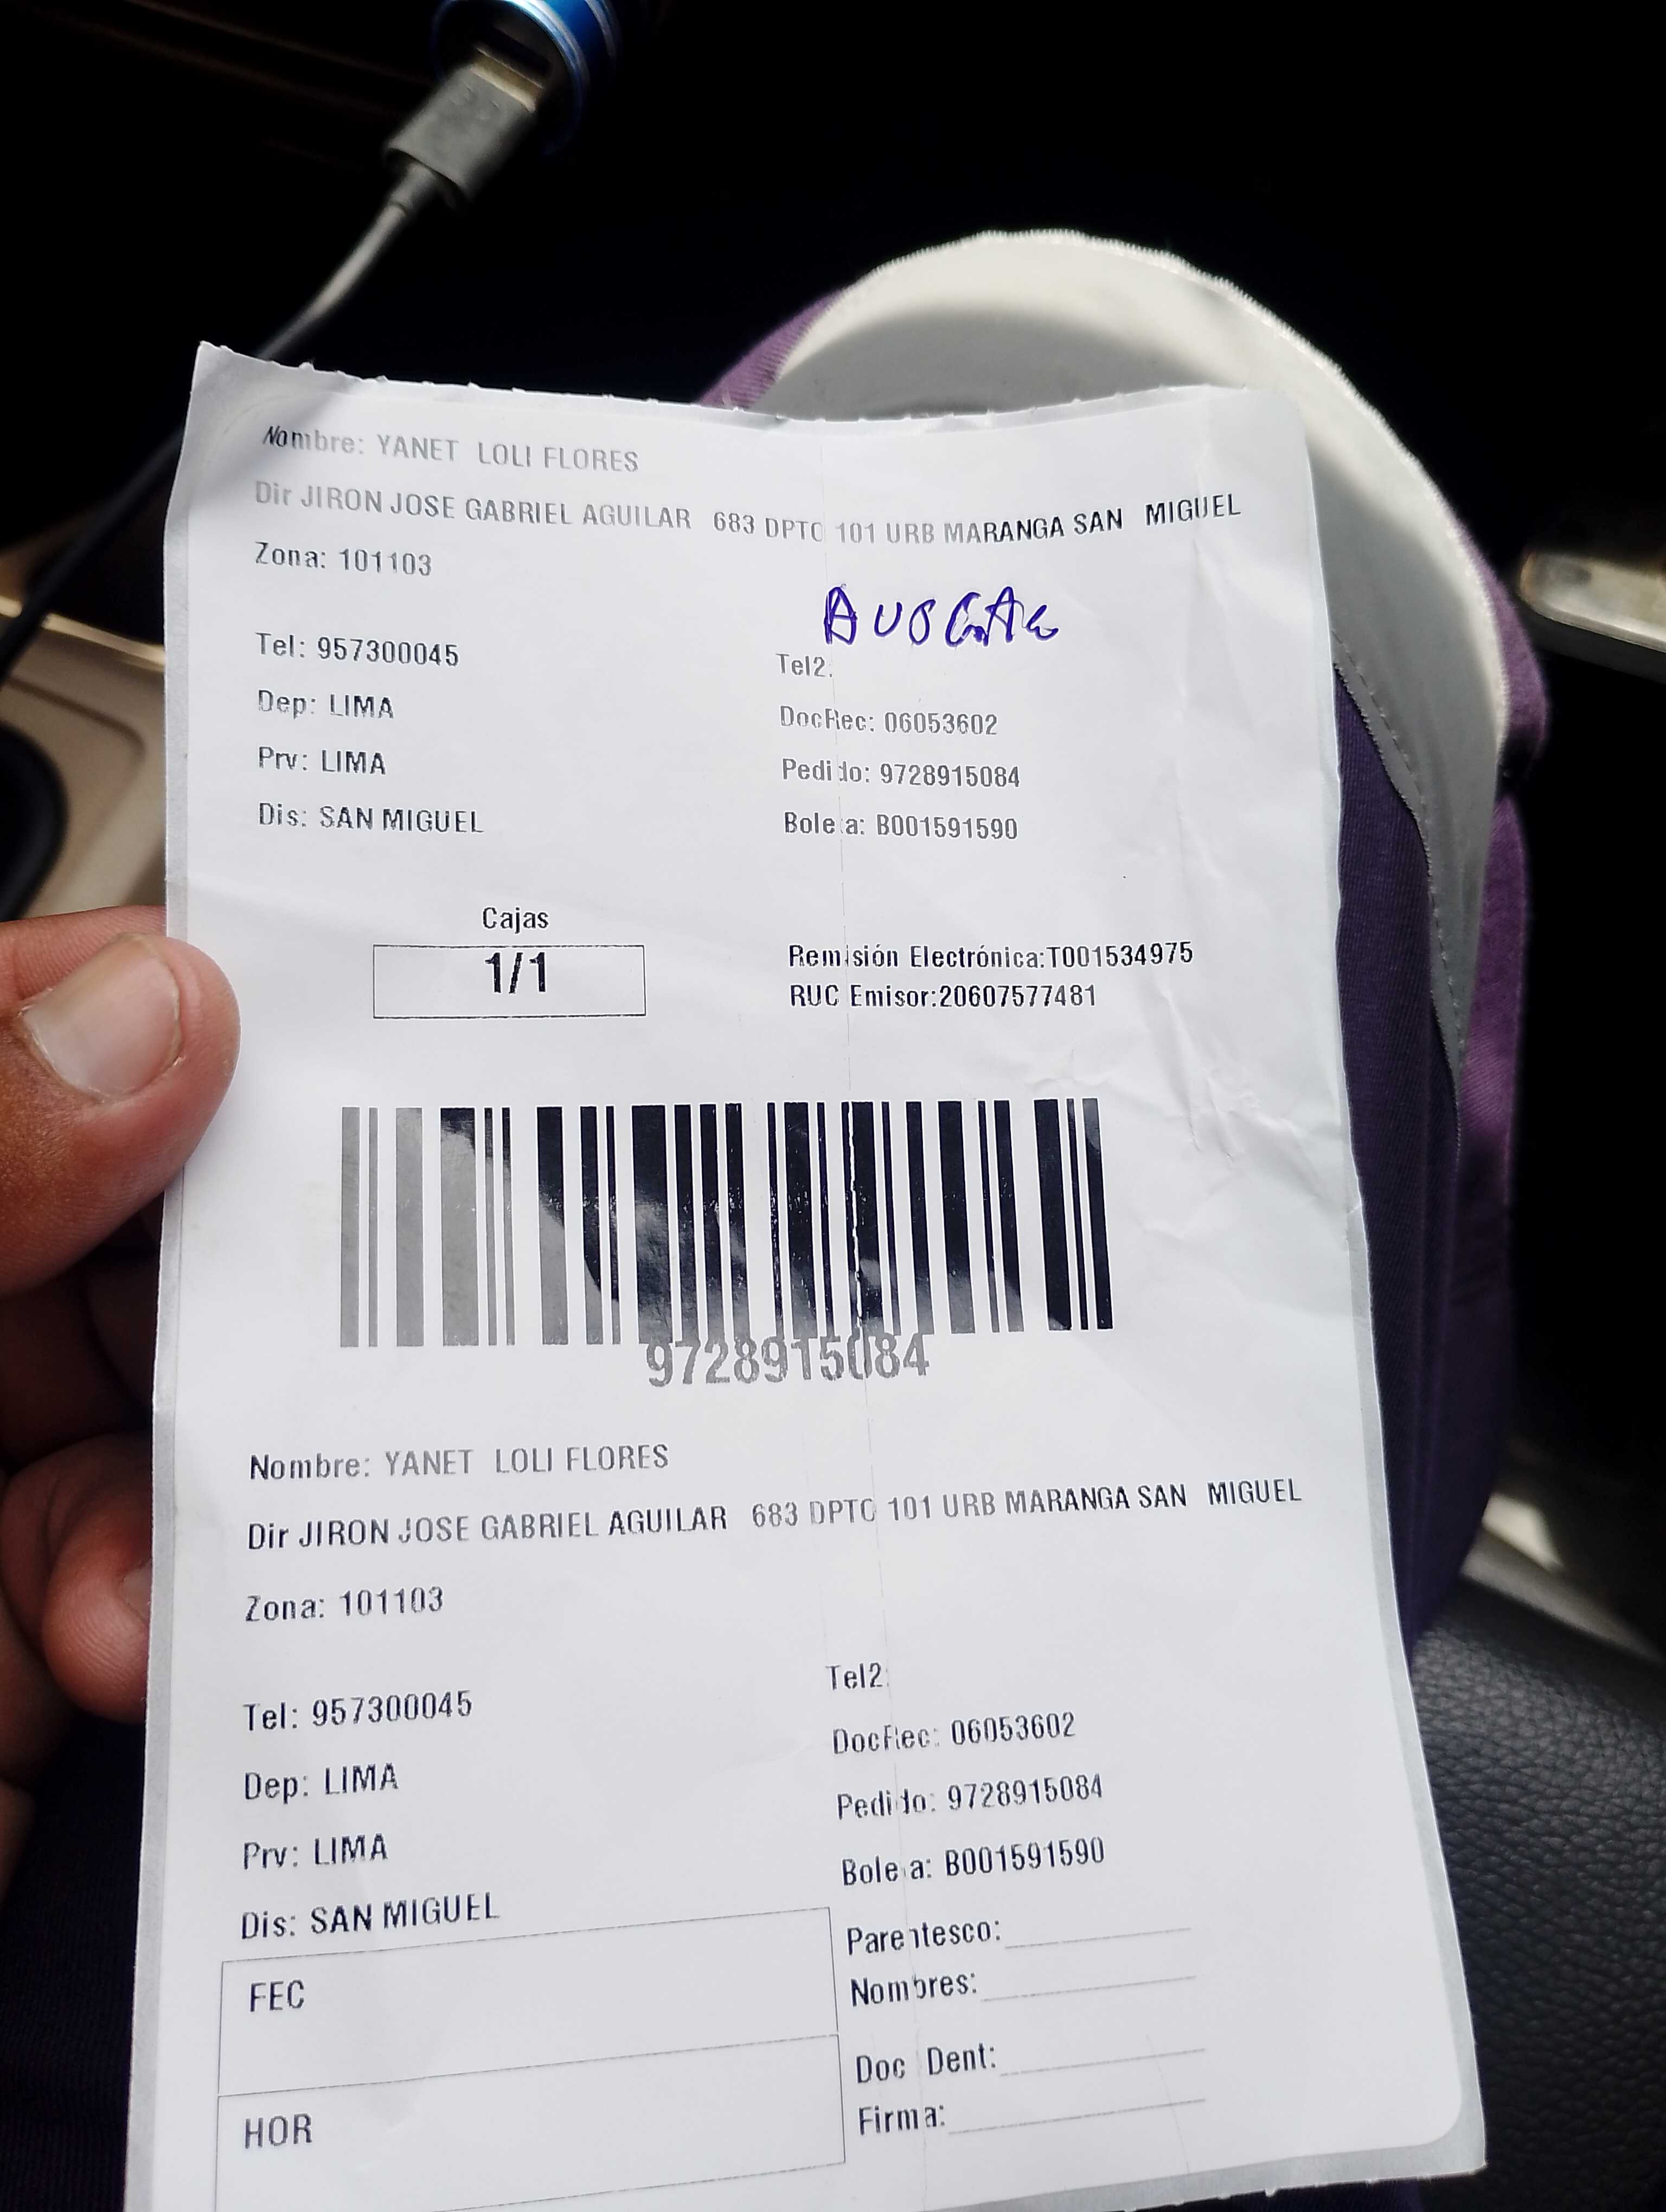 Nombre: YANET LOLI FLORES
Dir JIRON JOSE GABRIEL AGUILAR 683 DPTO 101 URB MARANGA SAN MIGUEL
Zona: 101103
Tel: 957300045
Tel2:
Dep: LIMA
DocRec: 06053602
Prv: LIMA
Pedido: 9728915084
Dis: SAN MIGUEL
Boleta: B001591590
Cajas
1/1
Remisión Electrónica:T001534975
RUC Emisor:20607577481
9728915084
Nombre: YANET LOLI FLORES
Dir JIRON JOSE GABRIEL AGUILAR 683 DPTO 101 URB MARANGA SAN MIGUEL
Zona: 101103
Tel: 957300045
Tel2:
Dep: LIMA
DocRec: 06053602
Prv: LIMA
Pedido: 9728915084
Dis: SAN MIGUEL
Boleta: B001591590
FEC
Parentesco:
Nombres:
HOR
Doc Dent:
Firma: